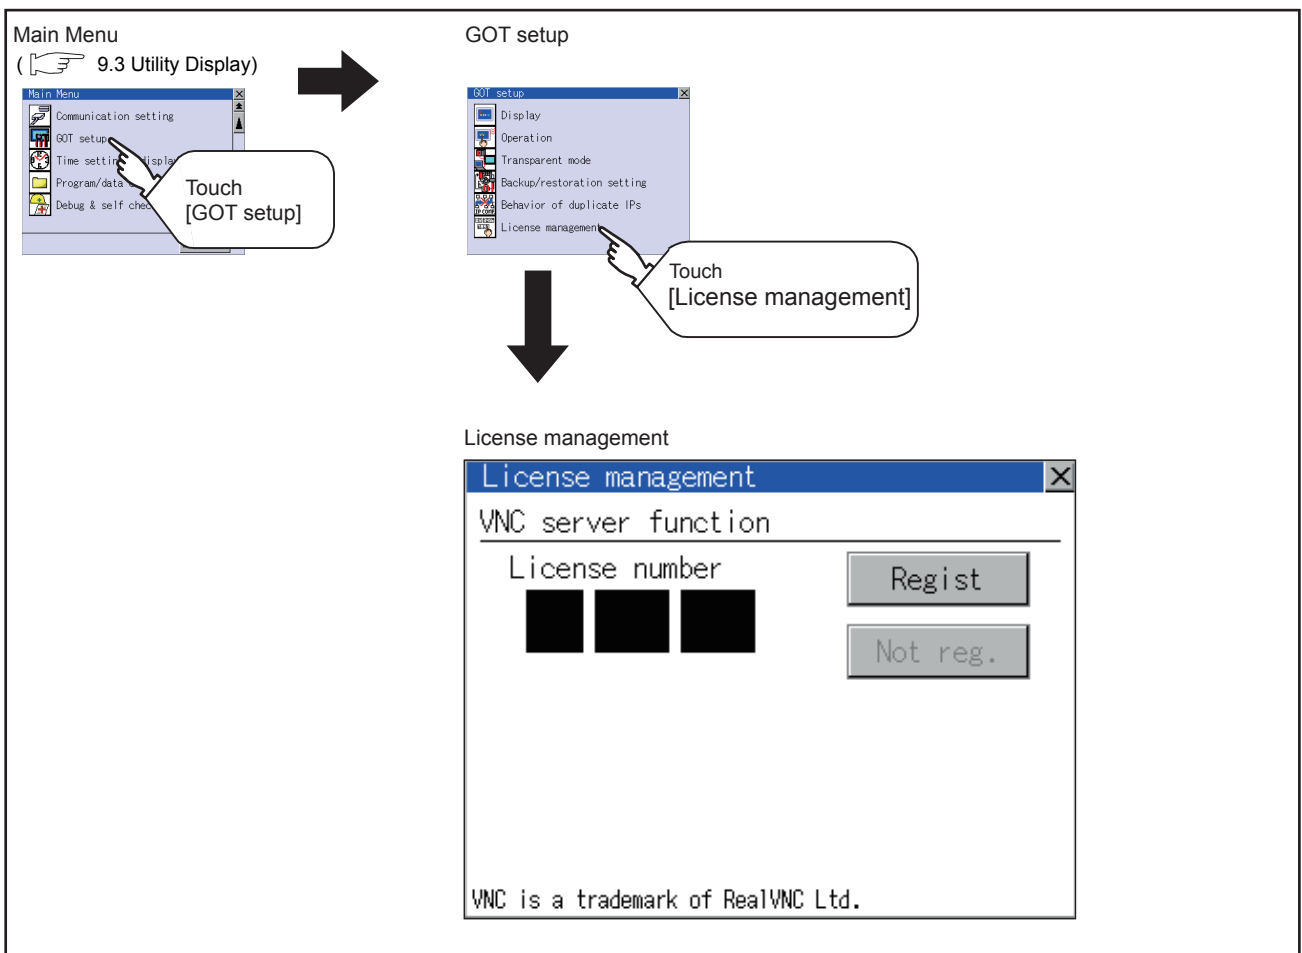 Main Menu
( 9.3 Utility Display)
Main Menu
Communication setting
GOT setup
Time setting
Program/data
Debug & self
Touch
[GOT setup]
GOT setup
GOT setup
Display
Operation
Transparent mode
Backup/restoration setting
Behavior of duplicate IPs
License management
Touch
[License management]
License management
License management
VNC server function
License number
Regist
Not reg.
VNC is a trademark of RealVNC Ltd.